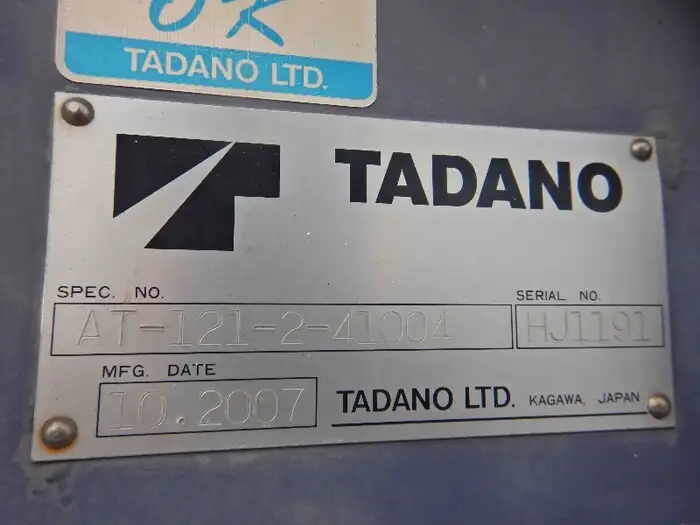 OK
TADANO LTD.
TADANO
SPEC. NO.
SERIAL NO.
AT-121-2-41004
HJ1191
MFG. DATE
10.2007
TADANO LTD. KAGAWA, JAPAN